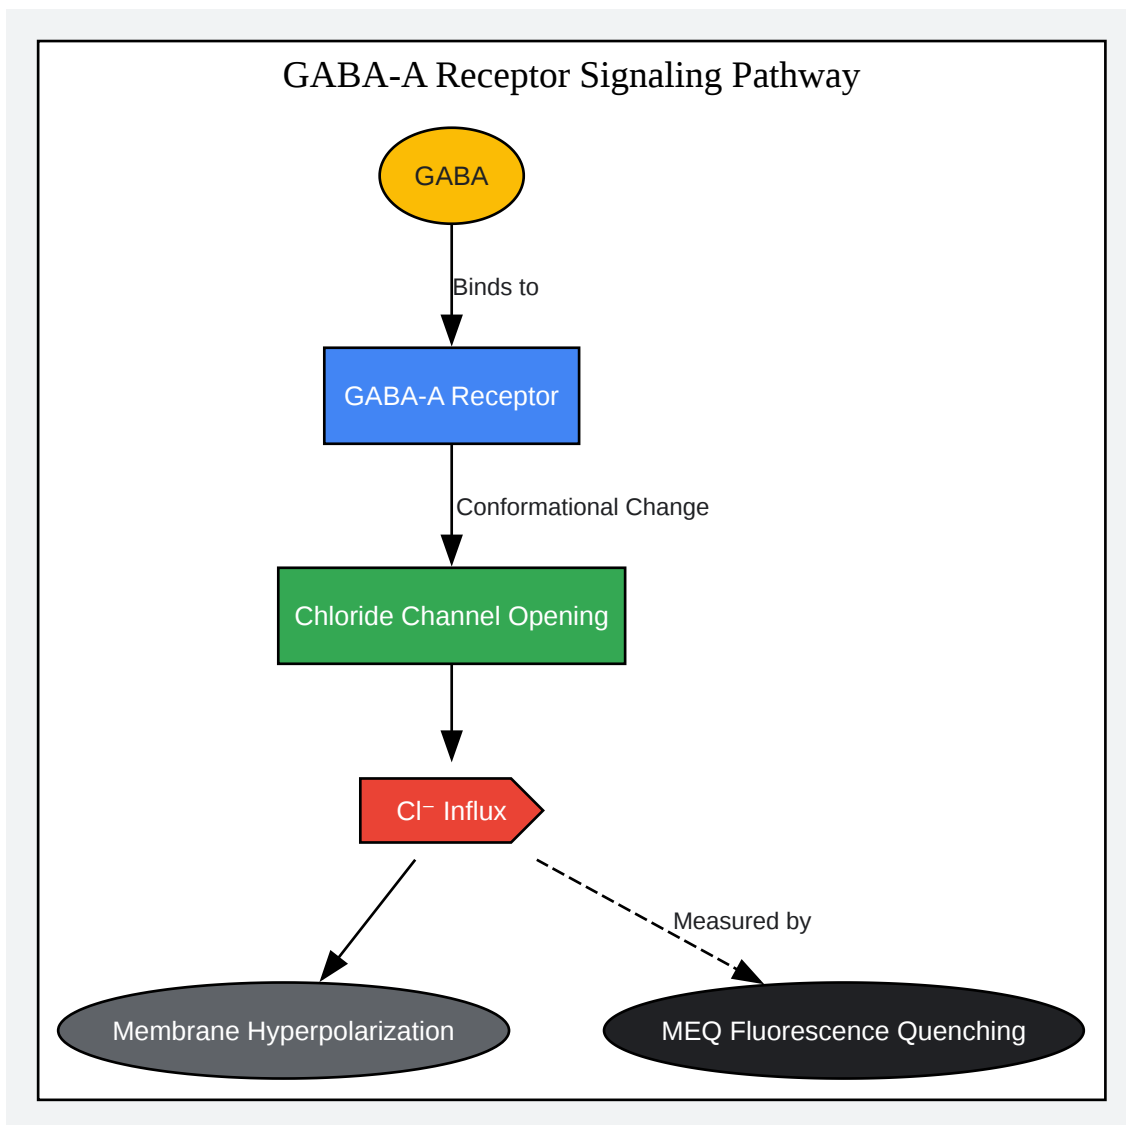 GABA-A Receptor Signaling Pathway
GABA
Binds to
GABA-A Receptor
Conformational Change
Chloride Channel Opening
Cl⁻ Influx
Measured by
Membrane Hyperpolarization
MEQ Fluorescence Quenching